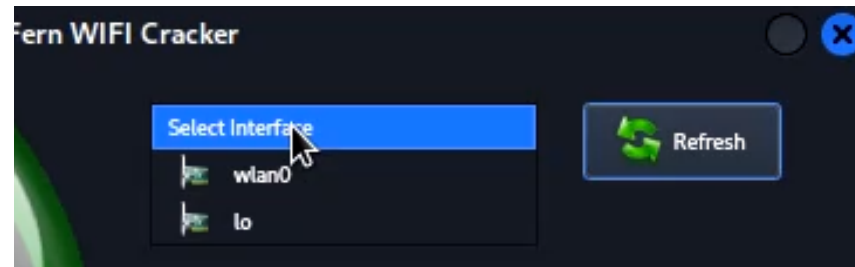 Fern WIFI Cracker
Select Interface
Refresh
wlan0
lo